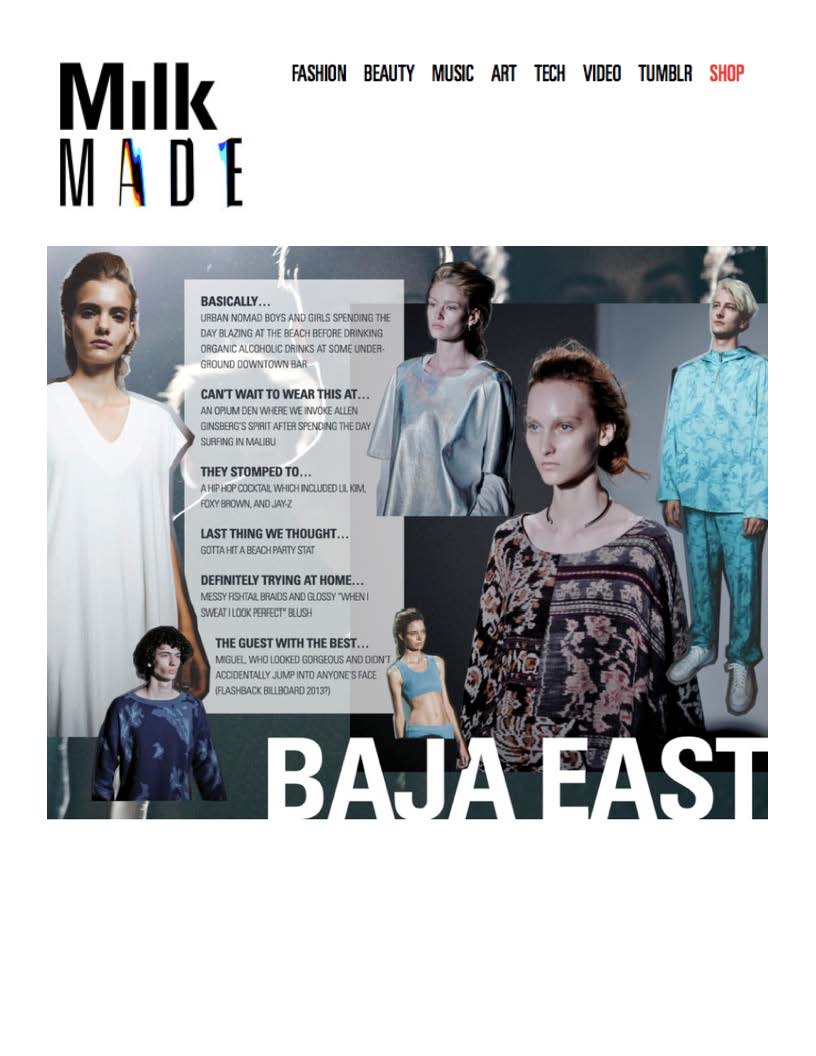 Milk
MADE
FASHION BEAUTY MUSIC ART TECH VIDEO TUMBLR SHOP
BASICALLY...
URBAN NOMAD BOYS AND GIRLS SPENDING THE
DAY BLAZING AT THE BEACH BEFORE DRINKING
ORGANIC ALCOHOLIC DRINKS AT SOME UNDER-
GROUND DOWNTOWN BAR
CAN'T WAIT TO WEAR THIS AT...
AN OPIUM DEN WHERE WE INVOKE ALLEN
GINSBERG'S SPIRIT AFTER SPENDING THE DAY
SURFING IN MALIBU
THEY STOMPED TO...
A HIP HOP COCKTAIL WHICH INCLUDED LIL KIM,
FOXY BROWN, AND JAY-Z
LAST THING WE THOUGHT...
GOTTA HIT A BEACH PARTY STAT
DEFINITELY TRYING AT HOME...
MESSY FISHTAIL BRAIDS AND GLOSSY "WHEN I
SWEAT I LOOK PERFECT" BLUSH
THE GUEST WITH THE BEST...
MIGUEL, WHO LOOKED GORGEOUS AND DIDN'T
ACCIDENTALLY JUMP INTO ANYONE'S FACE
(FLASHBACK BILLBOARD 2013?)
BAJA EAST